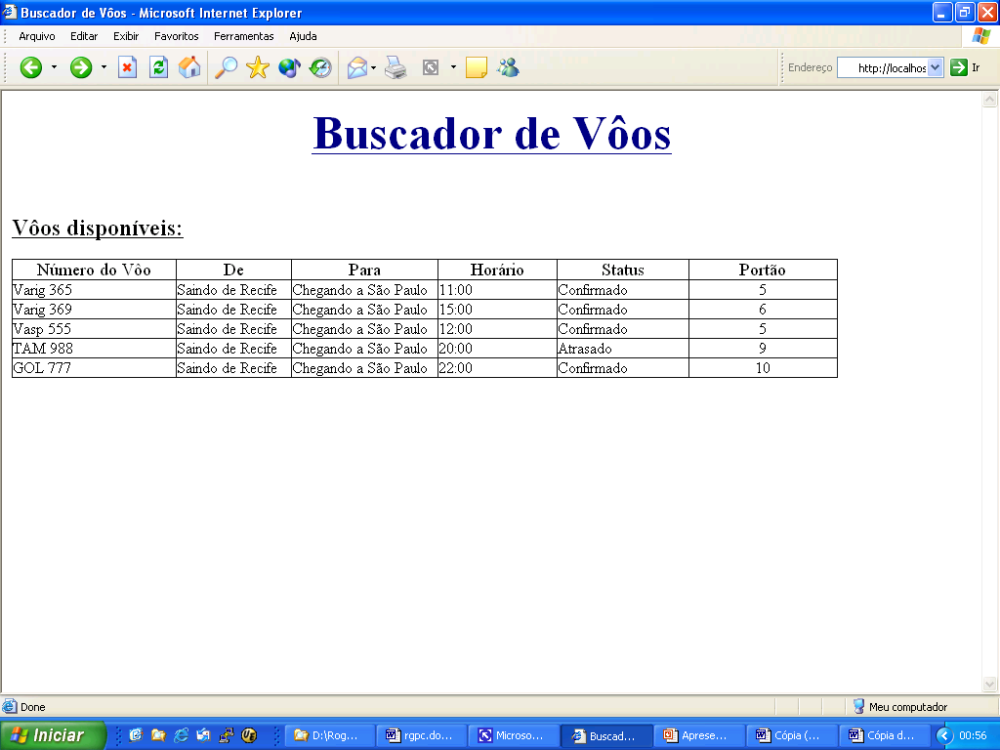 Buscador de Vôos - Microsoft Internet Explorer
Arquivo Editar Exibir Favoritos Ferramentas Ajuda
Endereço http://localhos Ir
Buscador de Vôos
Vôos disponíveis:
Número do Vôo De Para Horário Status Portão
Varig 365 Saindo de Recife Chegando a São Paulo 11:00 Confirmado 5
Varig 369 Saindo de Recife Chegando a São Paulo 15:00 Confirmado 6
Vasp 555 Saindo de Recife Chegando a São Paulo 12:00 Confirmado 5
TAM 988 Saindo de Recife Chegando a São Paulo 20:00 Atrasado 9
GOL 777 Saindo de Recife Chegando a São Paulo 22:00 Confirmado 10
Done Meu computador
Iniciar D:\Rog... rgpc.do... Microso... Buscad... Aprese... Cópia (... Cópia d... 00:56